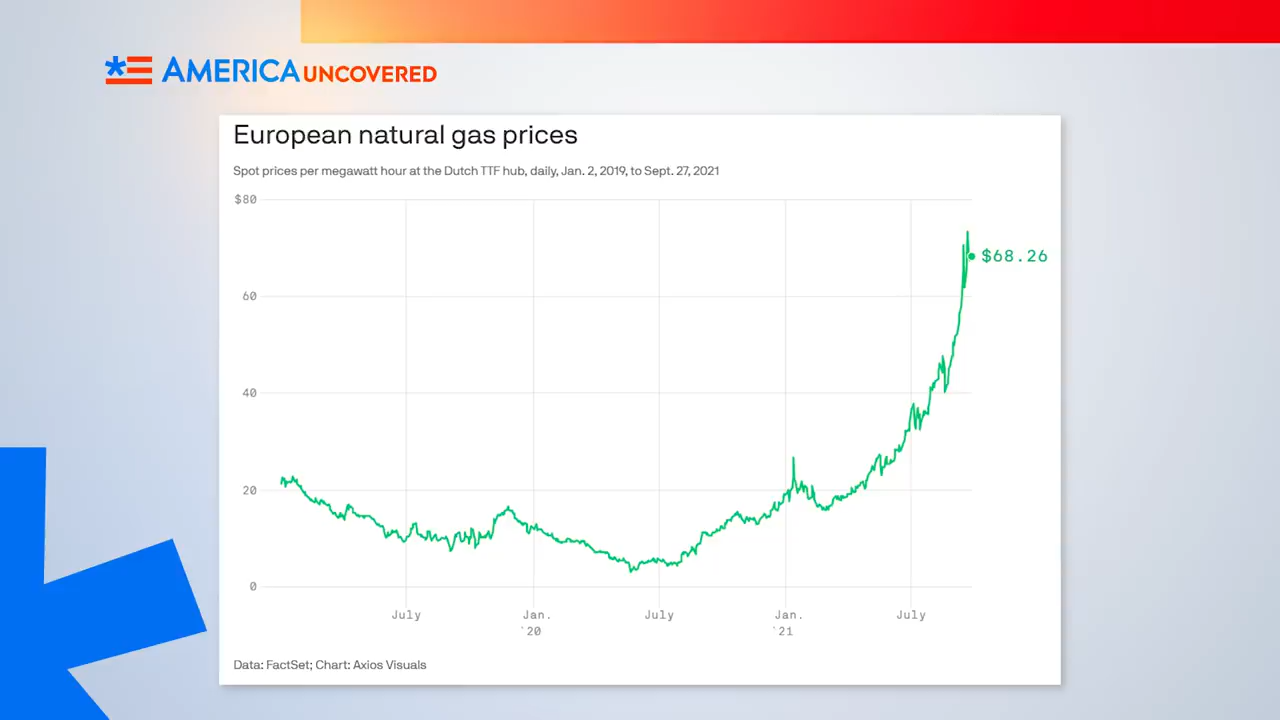 AMERICA UNCOVERED
European natural gas prices
Spot prices per megawatt hour at the Dutch TTF hub, daily, Jan. 2, 2019, to Sept. 27, 2021
$80
$68.26
60
40
20
0
July Jan. July Jan. July
`20 `21
Data: FactSet; Chart: Axios Visuals